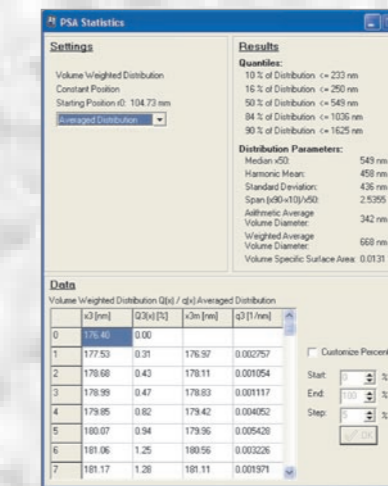 PSA Statistics
Settings
Volume Weighted Distribution
Constant Position
Starting Position r0: 104.73 nm
Averaged Distribution
Results
Quantiles:
10 % of Distribution <= 233 nm
16 % of Distribution <= 250 nm
50 % of Distribution <= 549 nm
84 % of Distribution <= 1036 nm
90 % of Distribution <= 1625 nm
Distribution Parameters:
Median x50: 549 nm
Harmonic Mean: 458 nm
Standard Deviation: 436 nm
Span (x90-x10)/x50: 2.5355
Arithmetic Average
Volume Diameter: 342 nm
Weighted Average
Volume Diameter: 668 nm
Volume Specific Surface Area: 0.0131
Data
Volume Weighted Distribution Q(x) / q(x) Averaged Distribution
x3 [nm] Q3(x) [%] x3m [nm] q3 [1/nm]
0 176.40 0.00
1 177.53 0.31 176.97 0.002757
2 178.68 0.43 178.11 0.001054
3 178.99 0.47 178.83 0.001117
4 179.85 0.82 179.42 0.004052
5 180.07 0.94 179.96 0.005428
6 181.06 1.25 180.56 0.003226
7 181.17 1.28 181.11 0.001971
Customize Percent
Start: 0 %
End: 100 %
Step: 5 %
OK